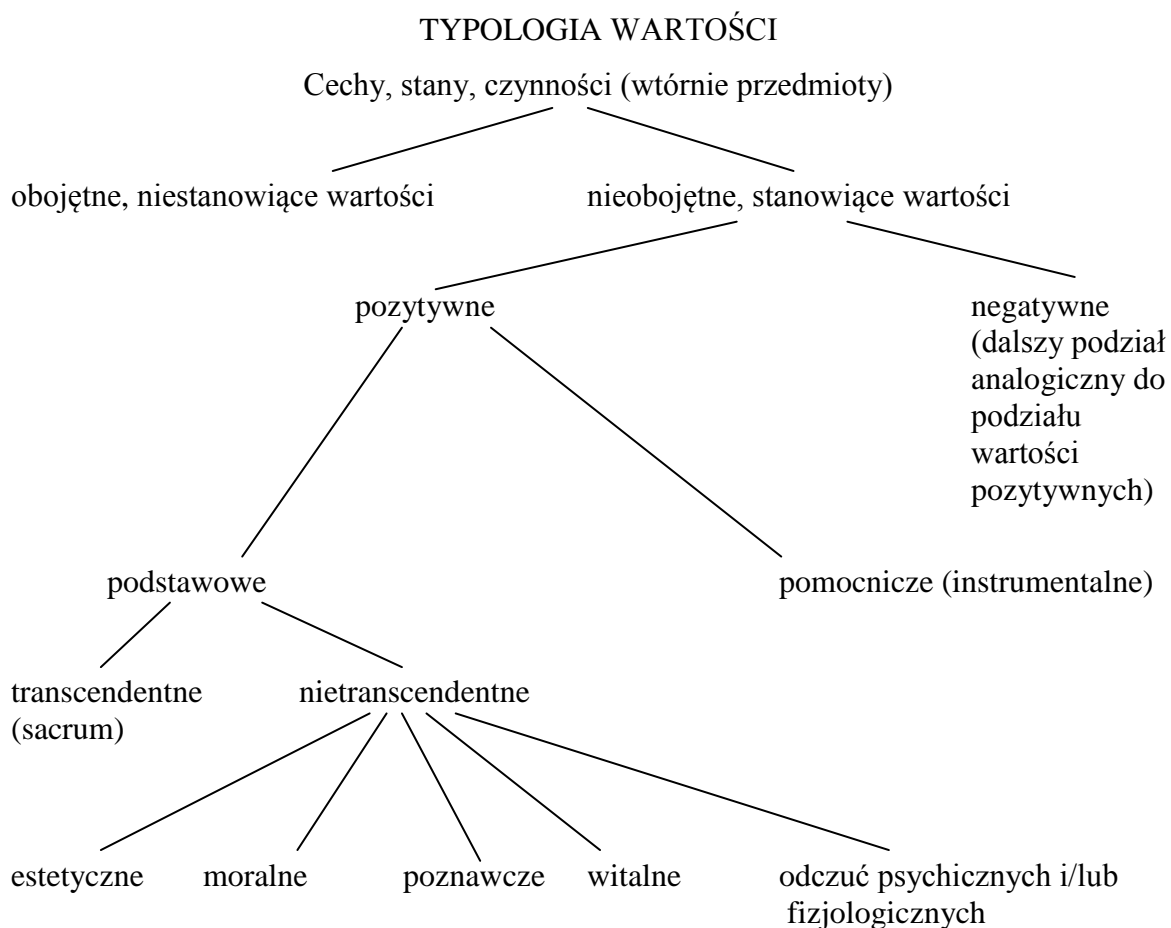 TYPOLOGIA WARTOŚCI
Cechy, stany, czynności (wtórnie przedmioty)
obojętne, niestanowiące wartości
nieobojętne, stanowiące wartości
pozytywne
negatywne
(dalszy podział
analogiczny do
podziału
wartości
pozytywnych)
podstawowe
pomocnicze (instrumentalne)
transcendentne
(sacrum)
nietranscendentne
estetyczne
moralne
poznawcze
witalne
odczuć psychicznych i/lub
fizjologicznych